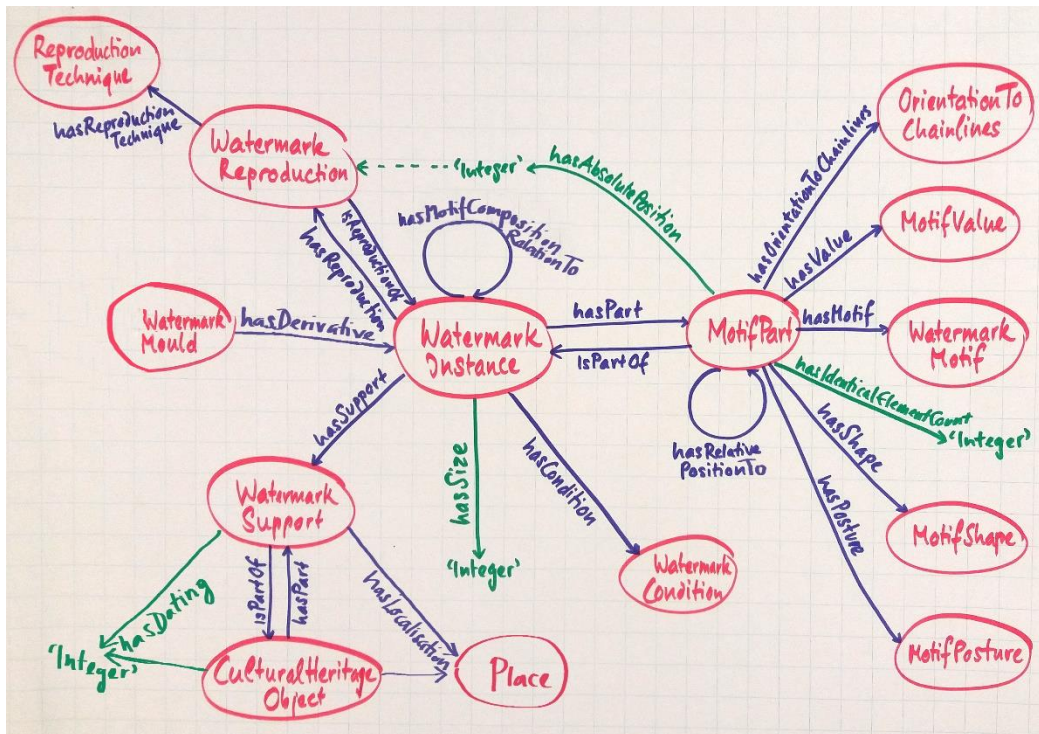 Reproduction
Technique
hasReproduction
Technique
Watermark
Reproduction
'Integer'
hasAbsolutePosition
OrientationTo
Chainlines
hasOrientationToChainlines
MotifValue
hasValue
isReproductionOf
hasReproduction
hasMotifComposition
RelationTo
Watermark
Mould
hasDerivative
Watermark
Instance
hasPart
IsPartOf
MotifPart
hasMotif
Watermark
Motif
hasIdenticalElementCount
'Integer'
hasRelative
PositionTo
hasShape
MotifShape
hasPosture
MotifPosture
hasSupport
hasSize
'Integer'
hasCondition
Watermark
Condition
Watermark
Support
isPartOf
hasPart
hasLocalisation
hasDating
'Integer'
CulturalHeritage
Object
Place